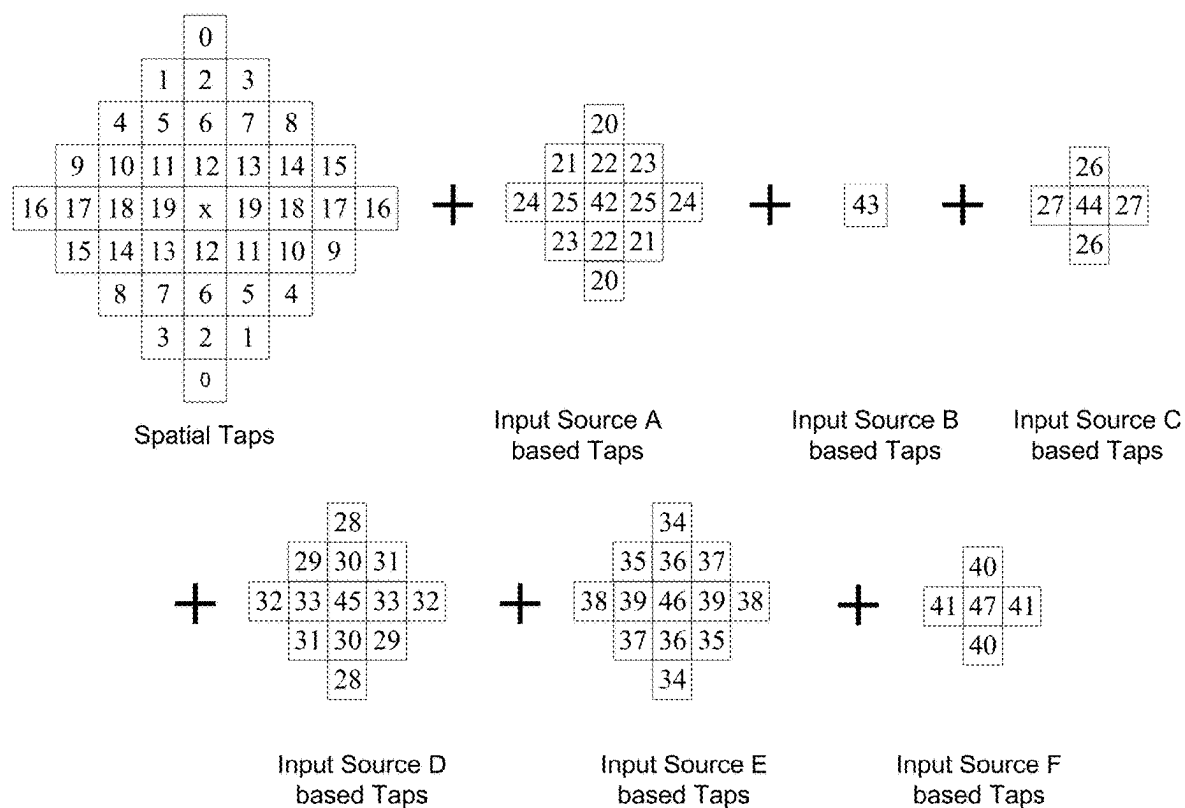 0
1 2 3
4 5 6 7 8
9 10 11 12 13 14 15
16 17 18 19 x 19 18 17 16
15 14 13 12 11 10 9
8 7 6 5 4
3 2 1
0
Spatial Taps
+
20
21 22 23
24 25 42 25 24
23 22 21
20
Input Source A
based Taps
+
43
Input Source B
based Taps
+
26
27 44 27
26
Input Source C
based Taps
+
28
29 30 31
32 33 45 33 32
31 30 29
28
Input Source D
based Taps
+
34
35 36 37
38 39 46 39 38
37 36 35
34
Input Source E
based Taps
+
40
41 47 41
40
Input Source F
based Taps